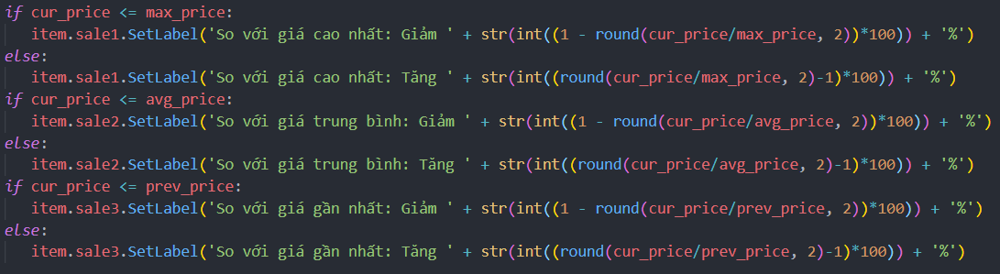 if cur_price <= max_price:
    item.sale1.SetLabel('So với giá cao nhất: Giảm ' + str(int((1 - round(cur_price/max_price, 2))*100)) + '%')
else:
    item.sale1.SetLabel('So với giá cao nhất: Tăng ' + str(int((round(cur_price/max_price, 2)-1)*100)) + '%')
if cur_price <= avg_price:
    item.sale2.SetLabel('So với giá trung bình: Giảm ' + str(int((1 - round(cur_price/avg_price, 2))*100)) + '%')
else:
    item.sale2.SetLabel('So với giá trung bình: Tăng ' + str(int((round(cur_price/avg_price, 2)-1)*100)) + '%')
if cur_price <= prev_price:
    item.sale3.SetLabel('So với giá gần nhất: Giảm ' + str(int((1 - round(cur_price/prev_price, 2))*100)) + '%')
else:
    item.sale3.SetLabel('So với giá gần nhất: Tăng ' + str(int((round(cur_price/prev_price, 2)-1)*100)) + '%')